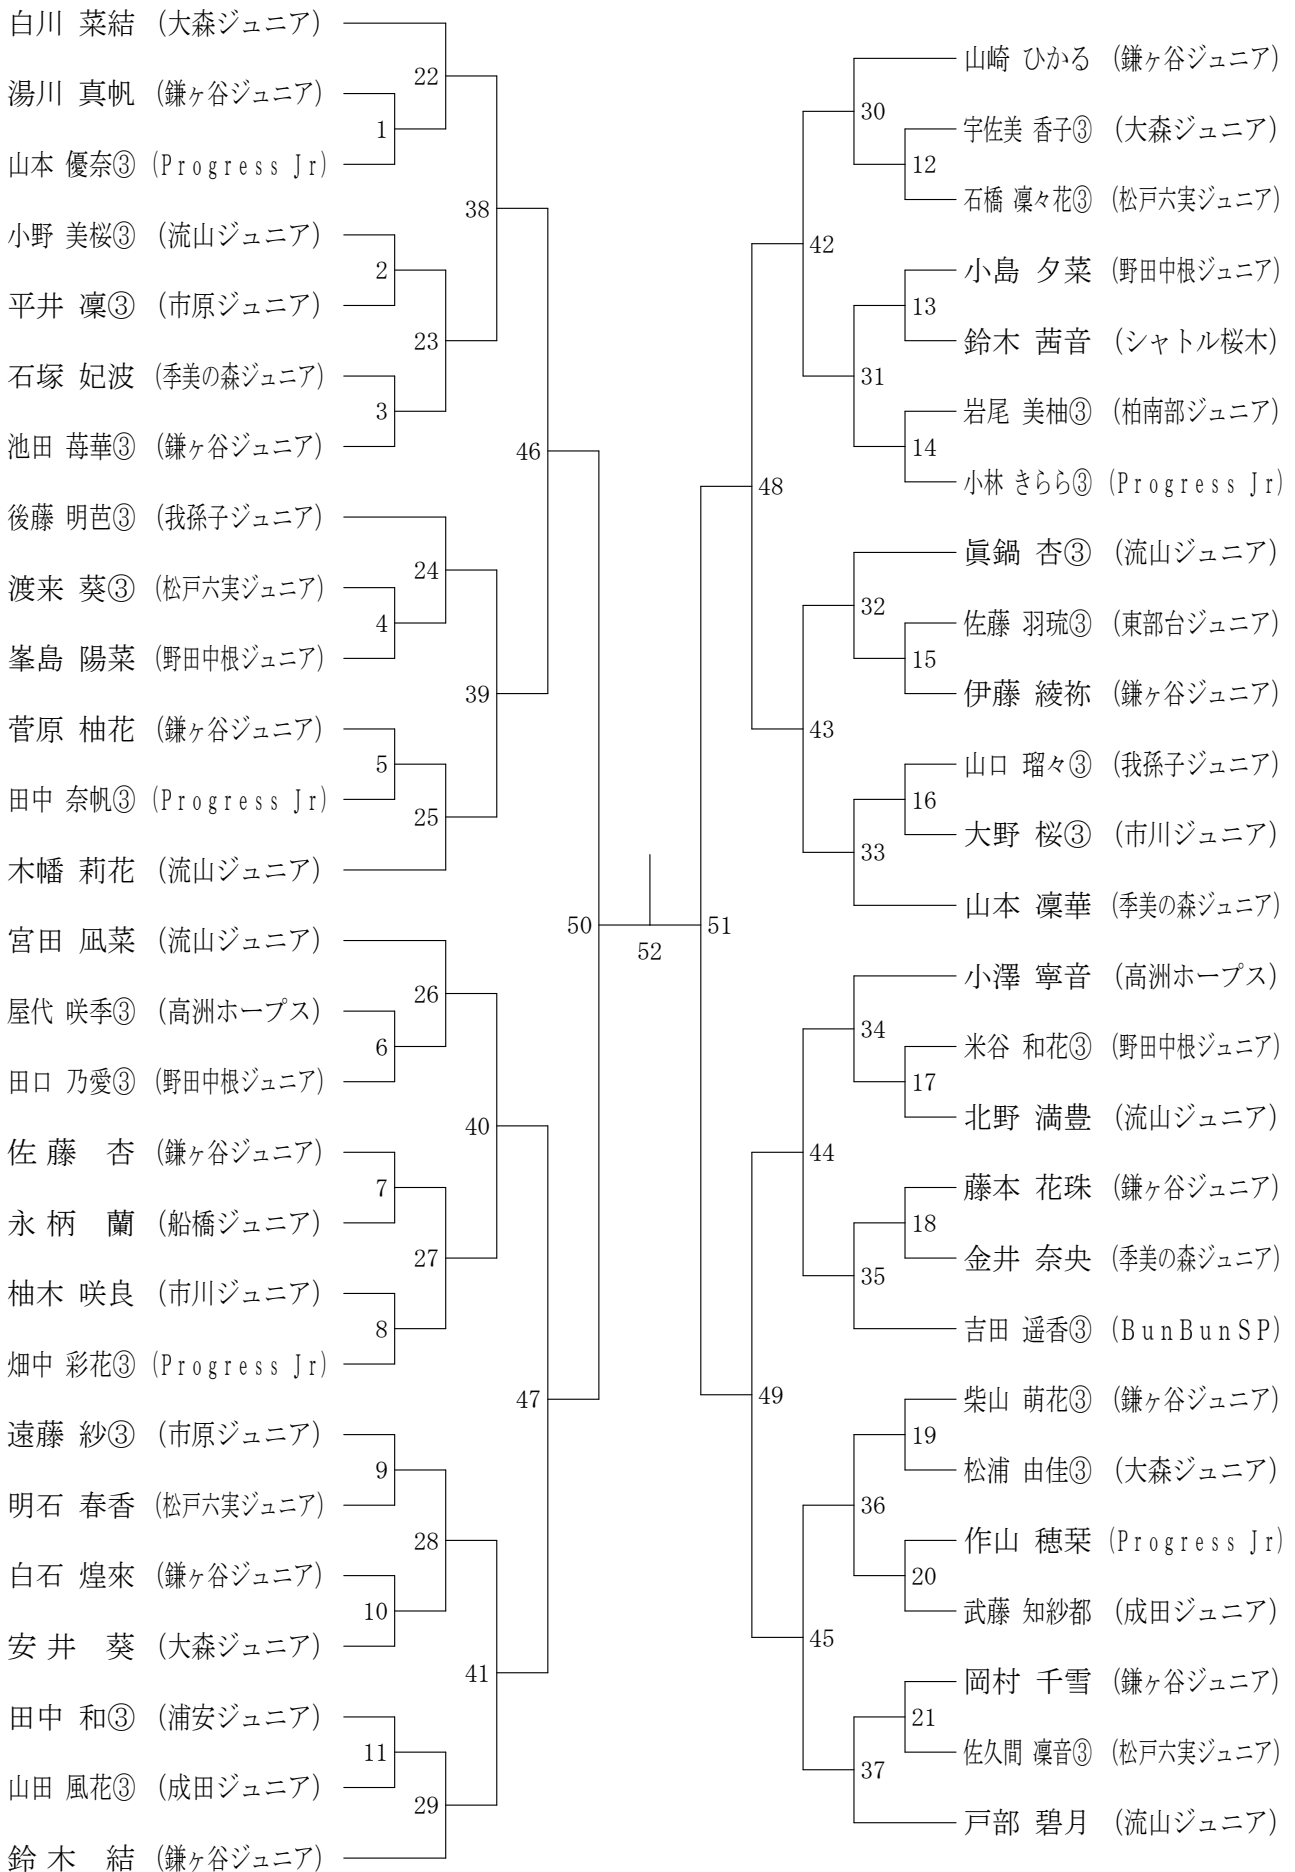 白川 菜結 (大森ジュニア)
湯川 真帆 (鎌ヶ谷ジュニア)
山本 優奈③ (Progress Jr)
小野 美桜③ (流山ジュニア)
平井 凜③ (市原ジュニア)
石塚 妃波 (季美の森ジュニア)
池田 苺華③ (鎌ヶ谷ジュニア)
後藤 明芭③ (我孫子ジュニア)
渡来 葵③ (松戸六実ジュニア)
峯島 陽菜 (野田中根ジュニア)
菅原 柚花 (鎌ヶ谷ジュニア)
田中 奈帆③ (Progress Jr)
木幡 莉花 (流山ジュニア)
宮田 凪菜 (流山ジュニア)
屋代 咲季③ (高洲ホープス)
田口 乃愛③ (野田中根ジュニア)
佐藤 杏 (鎌ヶ谷ジュニア)
永柄 蘭 (船橋ジュニア)
柚木 咲良 (市川ジュニア)
畑中 彩花③ (Progress Jr)
遠藤 紗③ (市原ジュニア)
明石 春香 (松戸六実ジュニア)
白石 煌來 (鎌ヶ谷ジュニア)
安井 葵 (大森ジュニア)
田中 和③ (浦安ジュニア)
山田 風花③ (成田ジュニア)
鈴木 結 (鎌ヶ谷ジュニア)
1
2
3
4
5
6
7
8
9
10
11
22
23
24
25
26
27
28
29
38
39
40
41
46
47
50
52
51
48
49
42
43
44
45
30
31
32
33
34
35
36
37
12
13
14
15
16
17
18
19
20
21
山崎 ひかる (鎌ヶ谷ジュニア)
宇佐美 香子③ (大森ジュニア)
石橋 凜々花③ (松戸六実ジュニア)
小島 夕菜 (野田中根ジュニア)
鈴木 茜音 (シャトル桜木)
岩尾 美柚③ (柏南部ジュニア)
小林 きらら③ (Progress Jr)
眞鍋 杏③ (流山ジュニア)
佐藤 羽琉③ (東部台ジュニア)
伊藤 綾祢 (鎌ヶ谷ジュニア)
山口 瑠々③ (我孫子ジュニア)
大野 桜③ (市川ジュニア)
山本 凜華 (季美の森ジュニア)
小澤 寧音 (高洲ホープス)
米谷 和花③ (野田中根ジュニア)
北野 満豊 (流山ジュニア)
藤本 花珠 (鎌ヶ谷ジュニア)
金井 奈央 (季美の森ジュニア)
吉田 遥香③ (BunBunSP)
柴山 萌花③ (鎌ヶ谷ジュニア)
松浦 由佳③ (大森ジュニア)
作山 穂栞 (Progress Jr)
武藤 知紗都 (成田ジュニア)
岡村 千雪 (鎌ヶ谷ジュニア)
佐久間 凜音③ (松戸六実ジュニア)
戸部 碧月 (流山ジュニア)